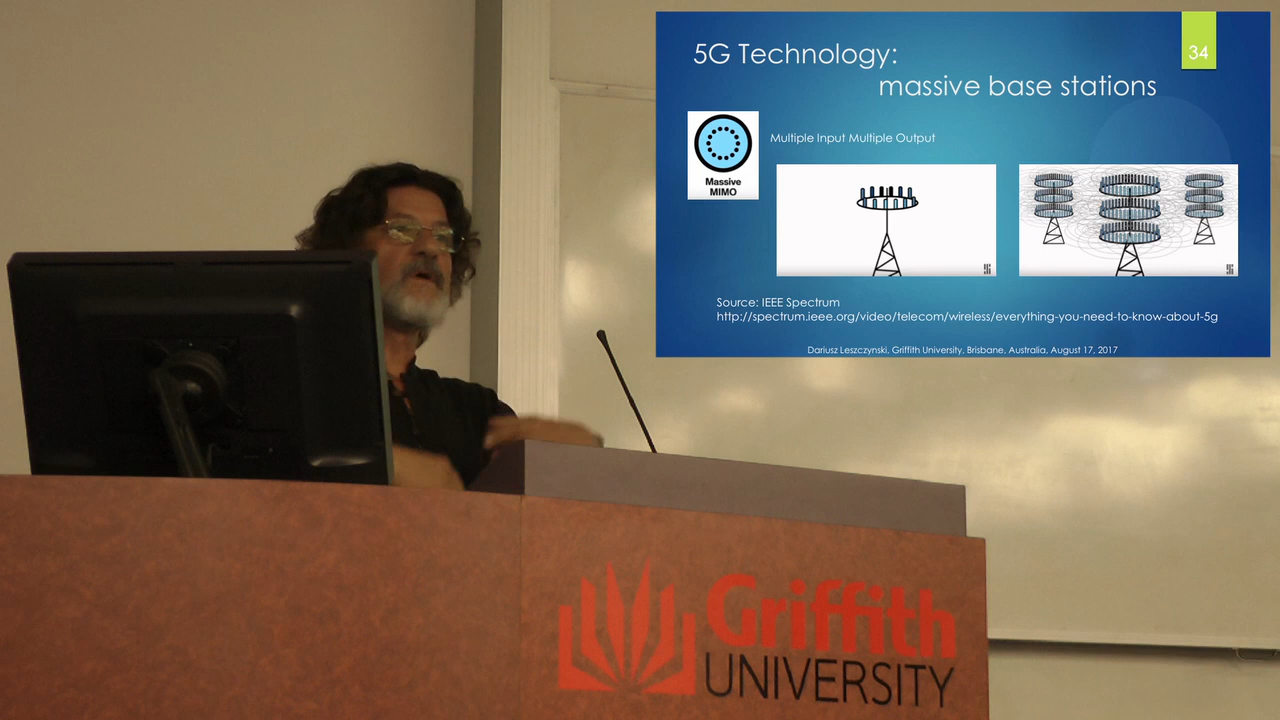 34
5G Technology:
massive base stations
Multiple Input Multiple Output
Massive
MIMO
Source: IEEE Spectrum
http://spectrum.ieee.org/video/telecom/wireless/everything-you-need-to-know-about-5g
Dariusz Leszczynski, Griffith University, Brisbane, Australia, August 17, 2017
Griffith
UNIVERSITY